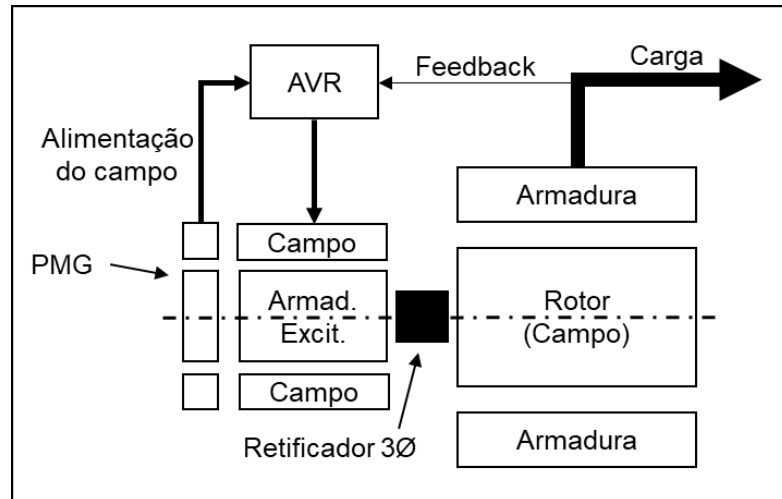 AVR
Feedback
Carga
Alimentação
do campo
Armadura
Campo
PMG
Armad.
Excit.
Rotor
(Campo)
Campo
Retificador 3Ø
Armadura